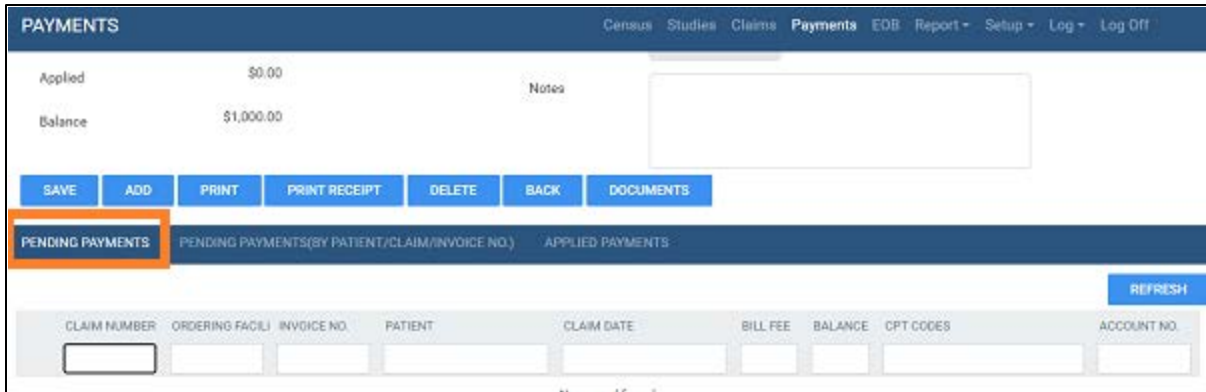 PAYMENTS Census Studies Claims Payments EOB Report Setup Log Log Off
Applied $0.00
Notes
Balance $1,000.00
SAVE ADD PRINT PRINT RECEIPT DELETE BACK DOCUMENTS
PENDING PAYMENTS PENDING PAYMENTS(BY PATIENT/CLAIM/INVOICE NO.) APPLIED PAYMENTS
REFRESH
CLAIM NUMBER ORDERING FACILI INVOICE NO. PATIENT CLAIM DATE BILL FEE BALANCE CPT CODES ACCOUNT NO.